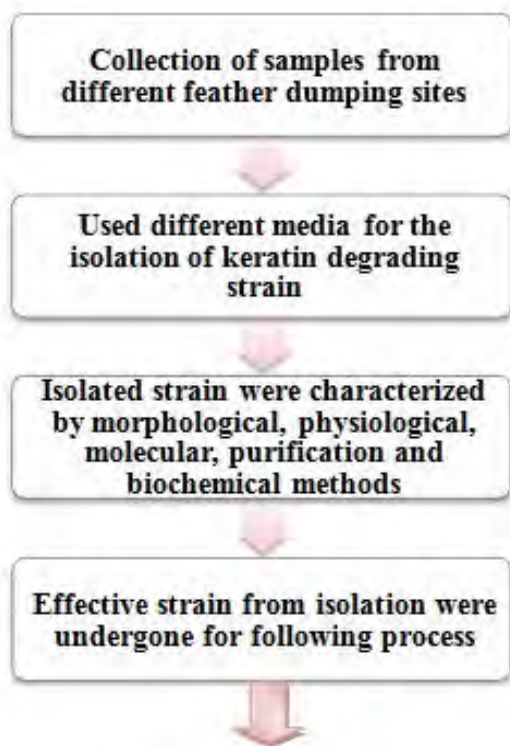 Collection of samples from
different feather dumping sites
Used different media for the
isolation of keratin degrading
strain
Isolated strain were characterized
by morphological, physiological,
molecular, purification and
biochemical methods
Effective strain from isolation were
undergone for following process